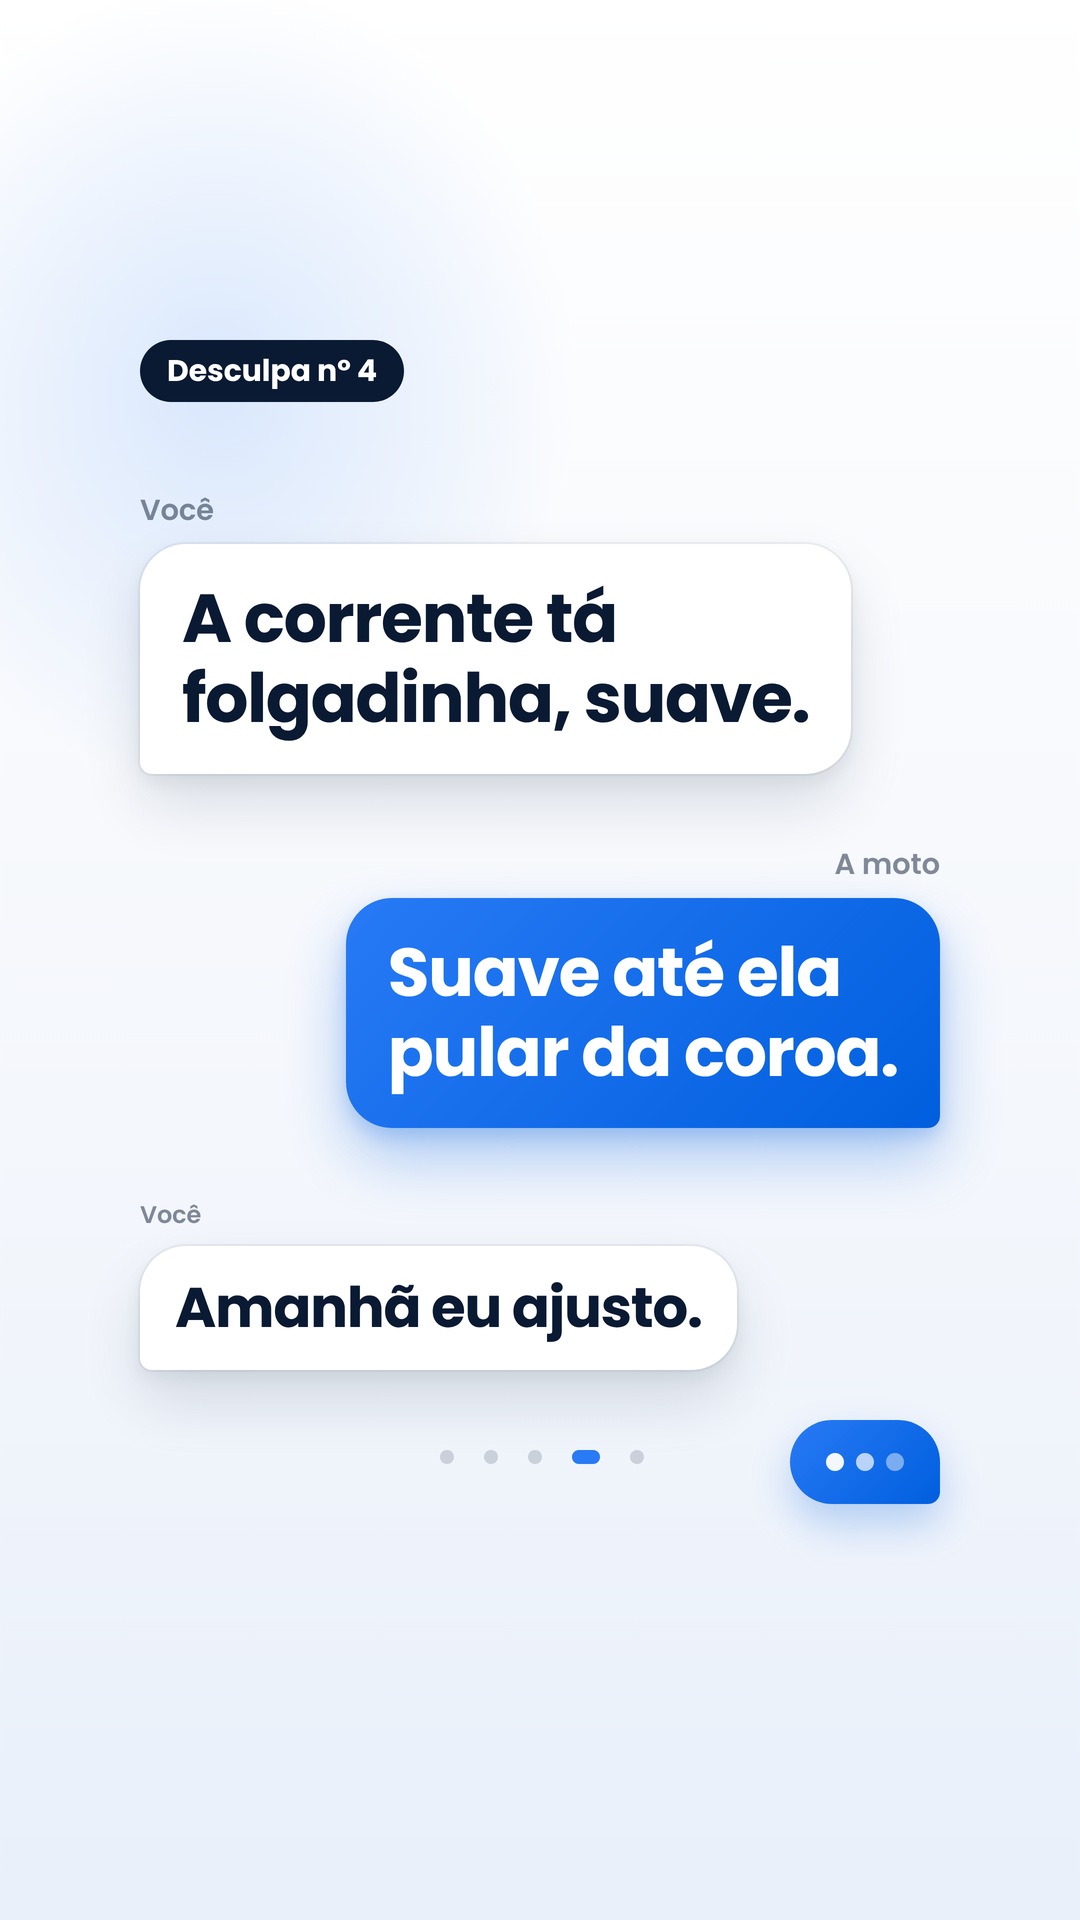 Desculpa nº 4
Você
A corrente tá
folgadinha, suave.
A moto
Suave até ela
pular da coroa.
Você
Amanhã eu ajusto.